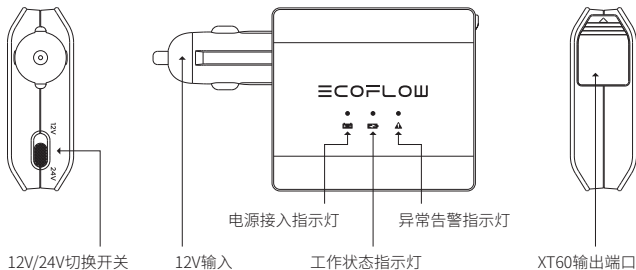 ECOFLOW
12V
24V
电源接入指示灯
异常告警指示灯
12V/24V切换开关
12V输入
工作状态指示灯
XT60输出端口